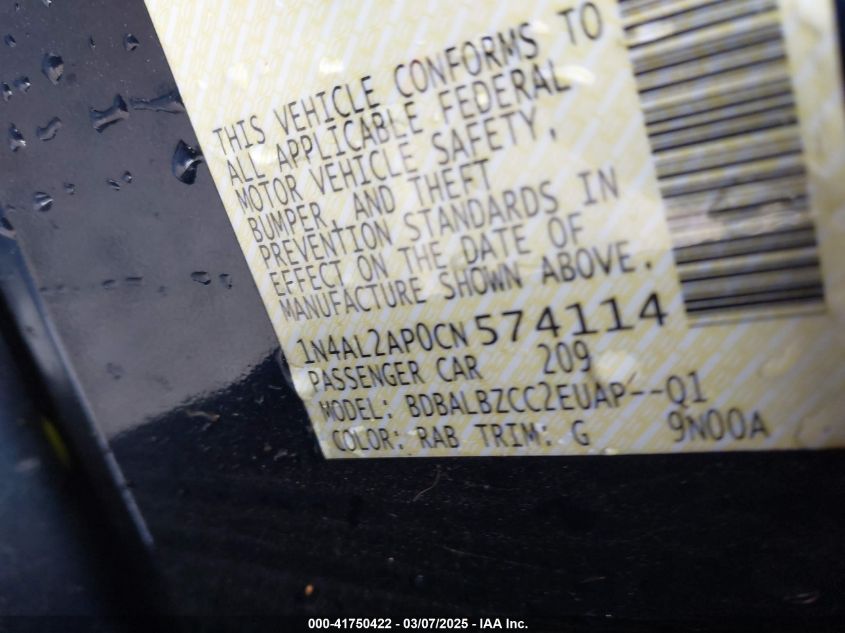 THIS VEHICLE CONFORMS TO
ALL APPLICABLE FEDERAL
MOTOR VEHICLE SAFETY,
BUMPER, AND THEFT
PREVENTION STANDARDS IN
EFFECT ON THE DATE OF
MANUFACTURE SHOWN ABOVE.
1N4AL2AP0CN574114
PASSENGER CAR 209
MODEL: BDBALBZCC2EUAP--Q1
COLOR: RAB TRIM: G 9N00A
000-41750422 - 03/07/2025 - IAA Inc.